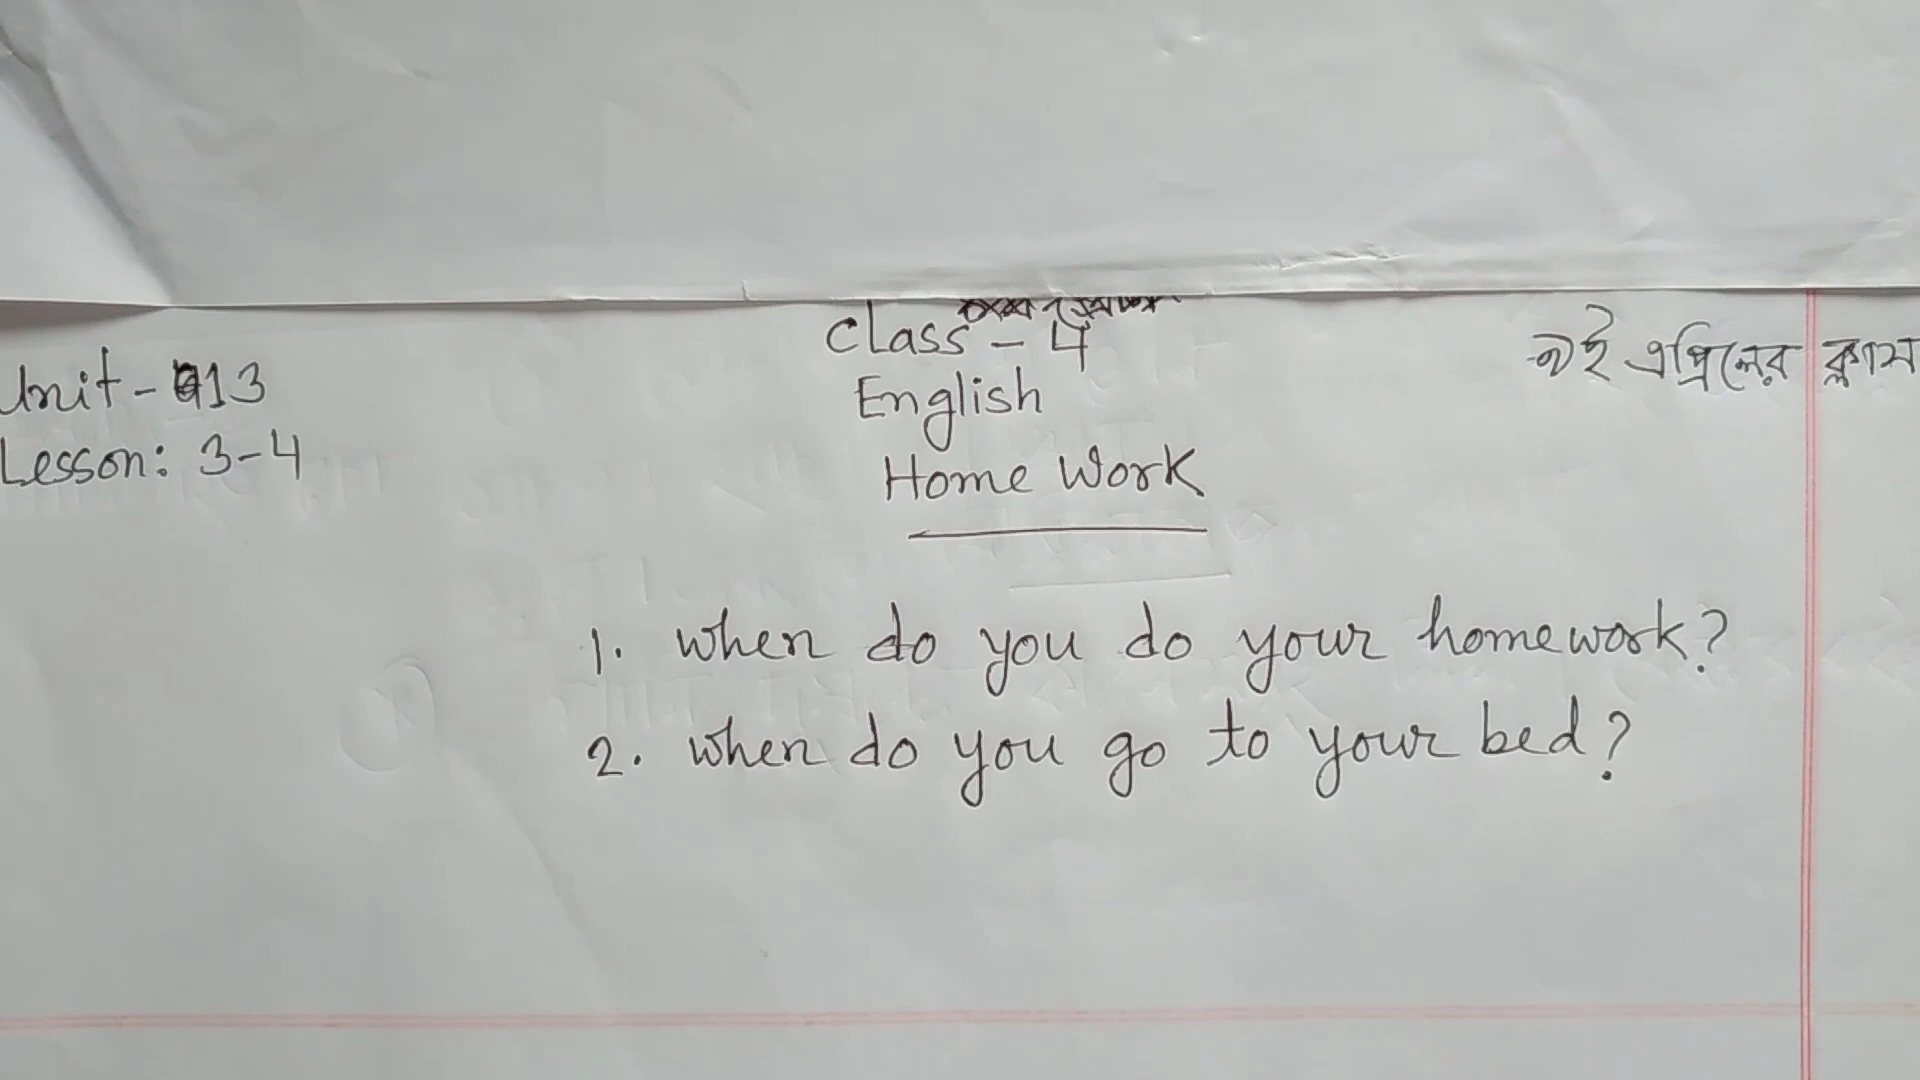 Class - 4
৭ই এপ্রিলের ক্লাস
Unit - 13
English
Lesson: 3-4
Home Work
1. when do you do your homework?
2. when do you go to your bed?